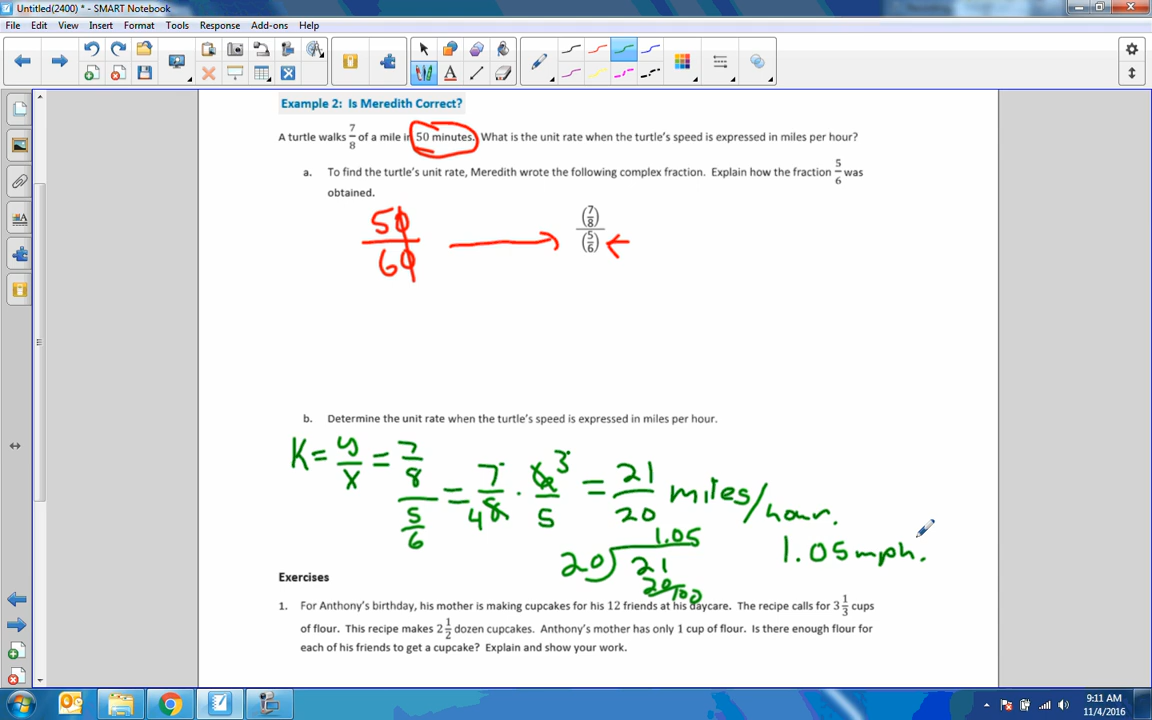 Untitled(2400) * - SMART Notebook
File Edit View Insert Format Tools Response Add-ons Help
Example 2: Is Meredith Correct?
A turtle walks 7/8 of a mile in 50 minutes. What is the unit rate when the turtle's speed is expressed in miles per hour?
a. To find the turtle's unit rate, Meredith wrote the following complex fraction. Explain how the fraction 5/6 was
obtained.
50/60 → (7/8)/(5/6) ←
b. Determine the unit rate when the turtle's speed is expressed in miles per hour.
K = y/x = 7/8 / 5/6 = 7/8 4 · 6/5 3 = 21/20 miles/hour.
1.05
20 21
20
100
1.05 mph.
Exercises
1. For Anthony's birthday, his mother is making cupcakes for his 12 friends at his daycare. The recipe calls for 3 1/3 cups
of flour. This recipe makes 2 1/2 dozen cupcakes. Anthony's mother has only 1 cup of flour. Is there enough flour for
each of his friends to get a cupcake? Explain and show your work.
9:11 AM
11/4/2016